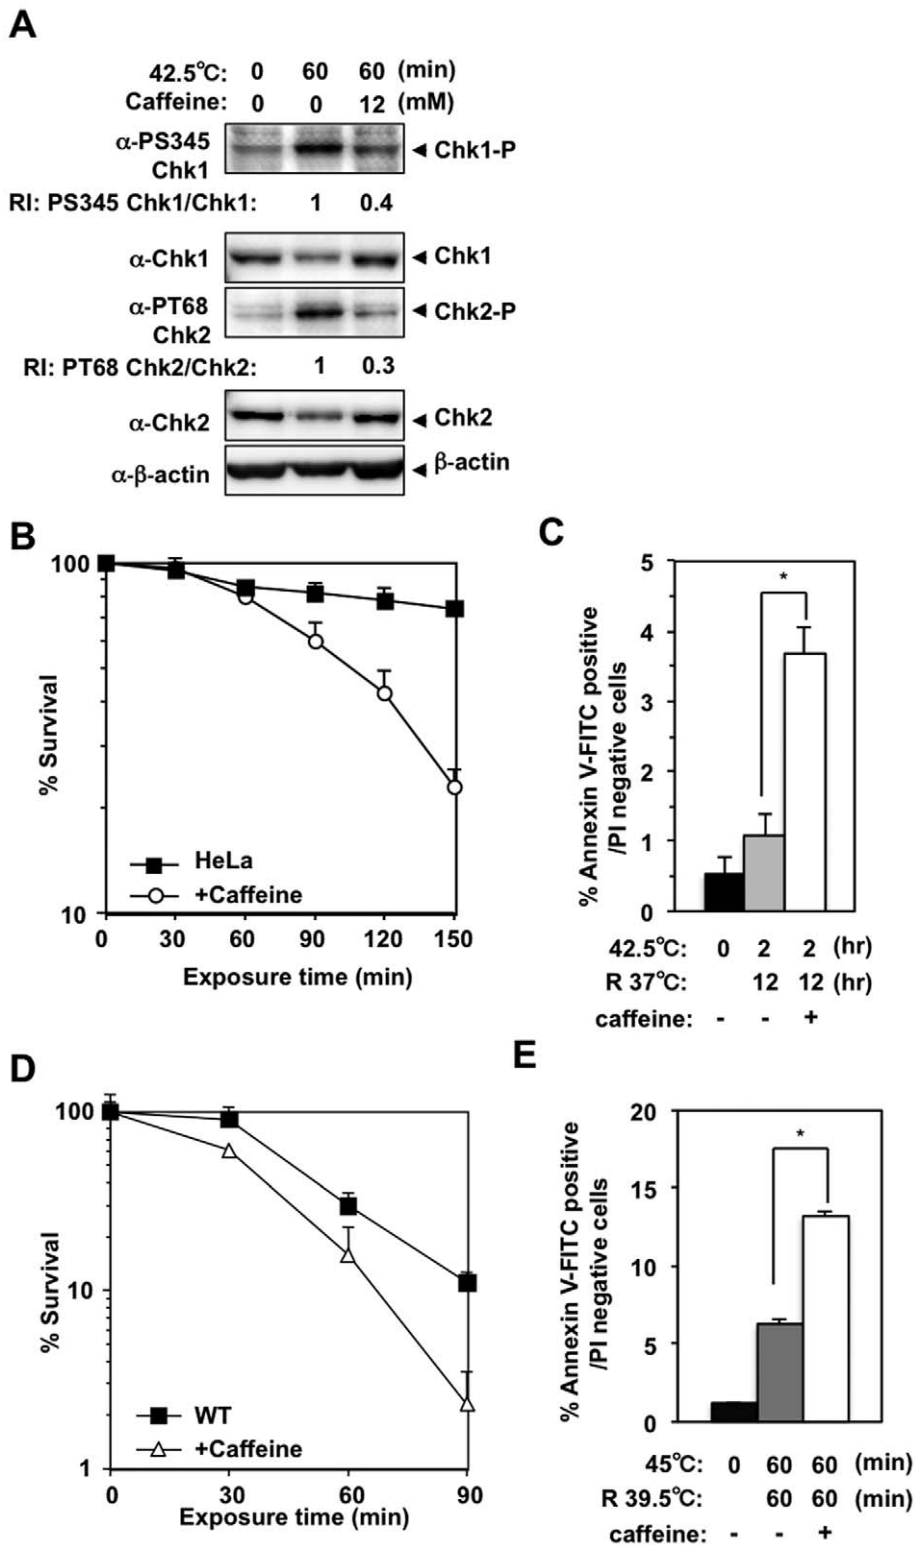 A
42.5℃: 0 60 60 (min)
Caffeine: 0 0 12 (mM)
α-PS345 Chk1
Chk1-P
RI: PS345 Chk1/Chk1: 1 0.4
α-Chk1
Chk1
α-PT68 Chk2
Chk2-P
RI: PT68 Chk2/Chk2: 1 0.3
α-Chk2
Chk2
α-β-actin
β-actin
B
% Survival
100
10
HeLa
+Caffeine
0 30 60 90 120 150
Exposure time (min)
C
% Annexin V-FITC positive
/PI negative cells
5
4
3
2
1
0
*
42.5℃: 0 2 2 (hr)
R 37℃: 12 12 (hr)
caffeine: - - +
D
% Survival
100
10
1
WT
+Caffeine
0 30 60 90
Exposure time (min)
E
% Annexin V-FITC positive
/PI negative cells
20
15
10
5
0
*
45℃: 0 60 60 (min)
R 39.5℃: 60 60 (min)
caffeine: - - +